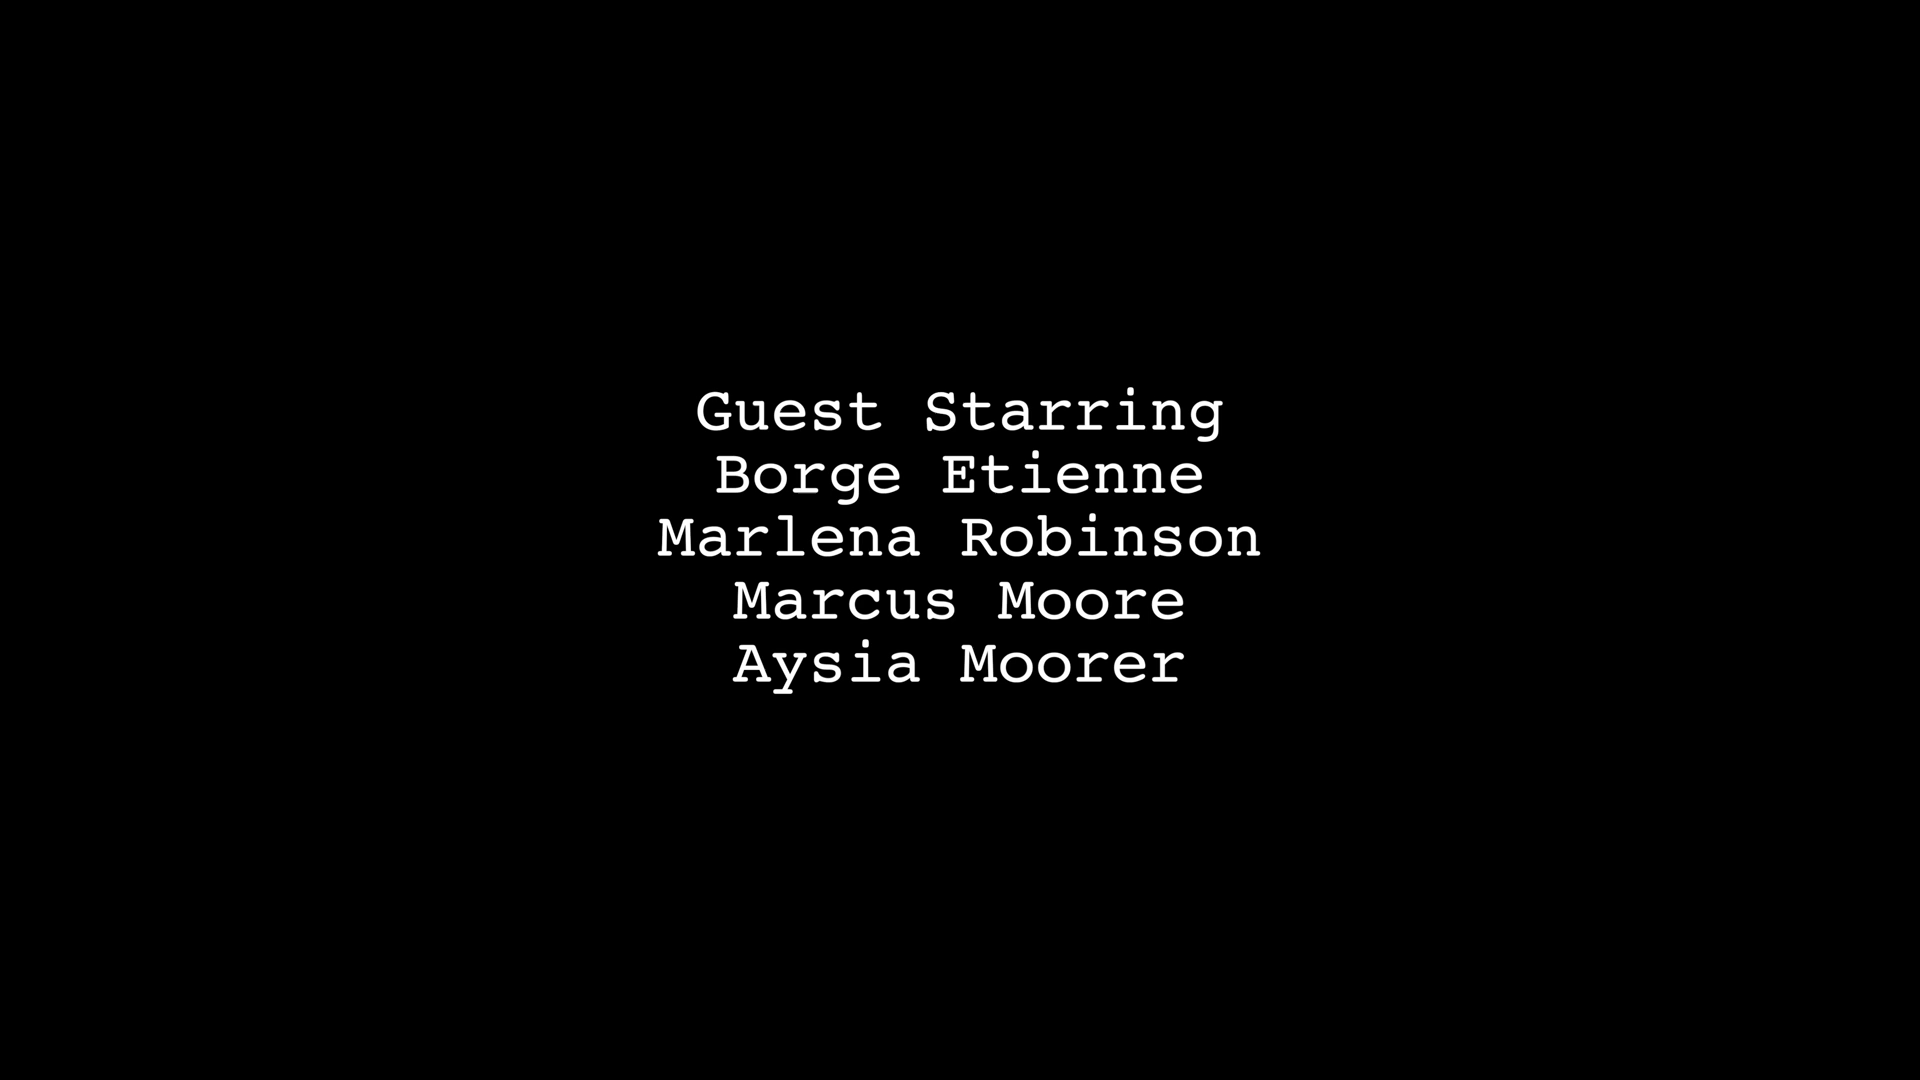 Guest Starring
Borge Etienne
Marlena Robinson
Marcus Moore
Aysia Moorer